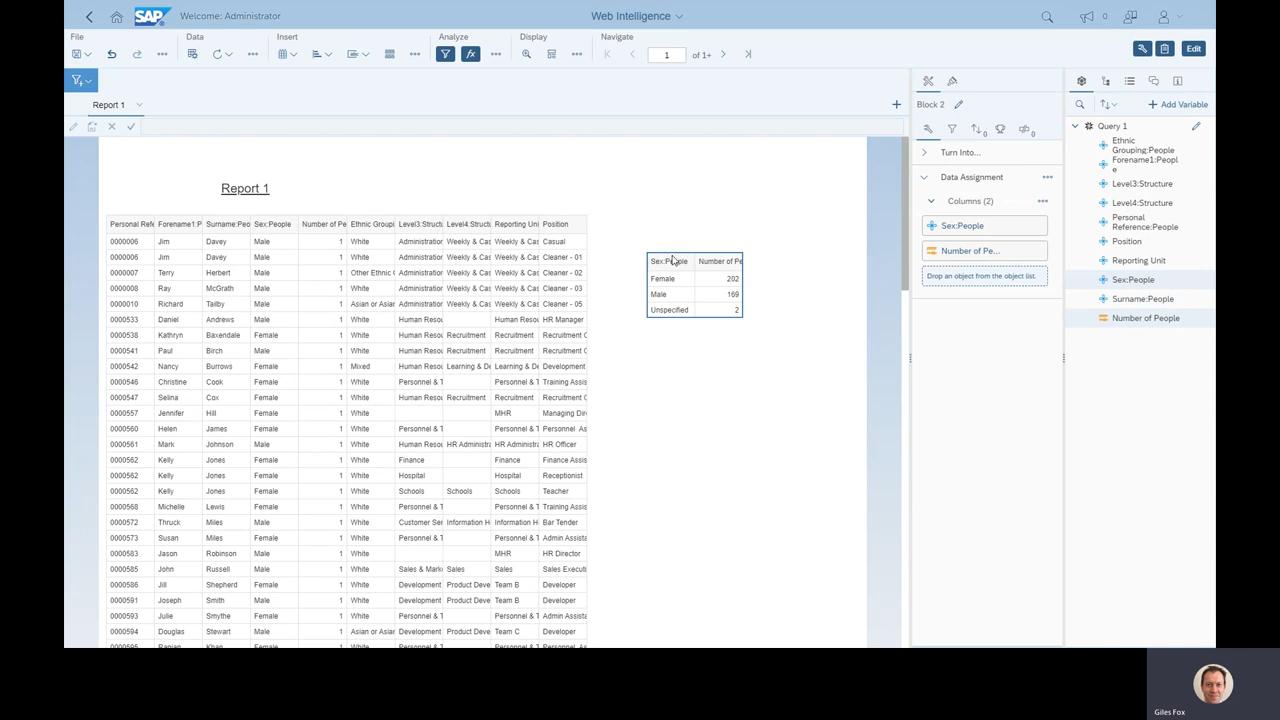 SAP Welcome: Administrator Web Intelligence 0
File Data Insert Analyze Display Navigate
1 of 1+ Edit
Report 1
Report 1
Personal Refe Forename1:P Surname:Peo Sex:People Number of Pe Ethnic Groupi Level3:Structu Level4:Structu Reporting Uni Position
0000006 Jim Davey Male 1 White Administration Weekly & Cas Weekly & Cas Casual
0000006 Jim Davey Male 1 White Administration Weekly & Cas Weekly & Cas Cleaner - 01
0000007 Terry Herbert Male 1 Other Ethnic ( Administration Weekly & Cas Weekly & Cas Cleaner - 02
0000008 Ray McGrath Male 1 White Administration Weekly & Cas Weekly & Cas Cleaner - 03
0000010 Richard Tailby Male 1 Asian or Asian Administration Weekly & Cas Weekly & Cas Cleaner - 05
0000533 Daniel Andrews Male 1 White Human Resou Human Resou HR Manager
0000538 Kathryn Baxendale Female 1 White Human Resou Recruitment Recruitment Recruitment C
0000541 Paul Birch Male 1 White Human Resou Recruitment Recruitment Recruitment C
0000542 Nancy Burrows Female 1 Mixed Human Resou Learning & De Learning & De Development
0000546 Christine Cook Female 1 White Personnel & T Personnel & T Training Assis
0000547 Selina Cox Female 1 White Human Resou Recruitment Recruitment Recruitment C
0000557 Jennifer Hill Female 1 White MHR Managing Dire
0000560 Helen James Female 1 White Personnel & T Personnel & T Personnel As
0000561 Mark Johnson Male 1 White Human Resou HR Administra HR Administra HR Officer
0000562 Kelly Jones Female 1 White Finance Finance Finance Assis
0000562 Kelly Jones Female 1 White Hospital Hospital Receptionist
0000562 Kelly Jones Female 1 White Schools Schools Schools Teacher
0000568 Michelle Lewis Female 1 White Personnel & T Personnel & T Training Assis
0000572 Thruck Miles Male 1 White Customer Ser Information H Information H Bar Tender
0000573 Susan Miles Female 1 White Personnel & T Personnel & T Admin Assista
0000583 Jason Robinson Male 1 White MHR HR Director
0000585 John Russell Male 1 White Sales & Mark Sales Sales Sales Executi
0000586 Jill Shepherd Female 1 White Development Product Deve Team B Developer
0000591 Joseph Smith Male 1 White Development Product Deve Team B Developer
0000593 Julie Smythe Female 1 White Personnel & T Personnel & T Admin Assista
0000594 Douglas Stewart Male 1 Asian or Asian Development Product Deve Team C Developer
Khan Female 1 White Personnel & T Personnel & T
Sex:People Number of Pe
Female 202
Male 169
Unspecified 2
Block 2
0 0
Turn Into...
Data Assignment
Columns (2)
Sex:People
Number of Pe...
Drop an object from the object list.
Add Variable
Query 1
Ethnic
Grouping:People
Forename1:Peopl
e
Level3:Structure
Level4:Structure
Personal
Reference:People
Position
Reporting Unit
Sex:People
Surname:People
Number of People
Giles Fox